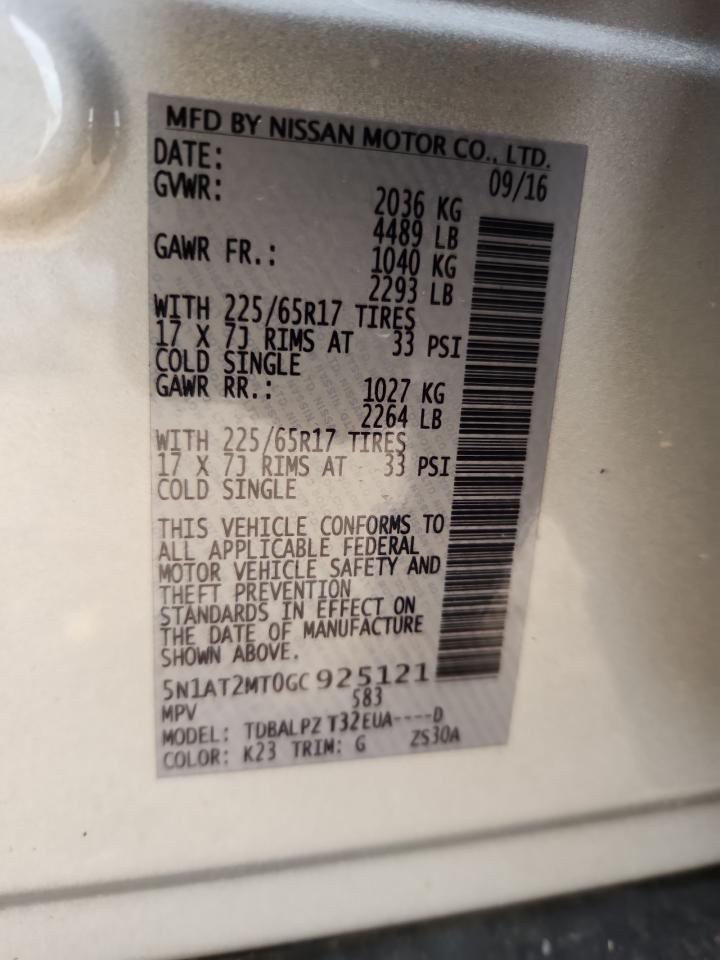 MFD BY NISSAN MOTOR CO., LTD.
DATE: 09/16
GVWR: 2036 KG
4489 LB
GAWR FR.: 1040 KG
2293 LB
WITH 225/65R17 TIRES
17 X 7J RIMS AT 33 PSI
COLD SINGLE
GAWR RR.: 1027 KG
2264 LB
WITH 225/65R17 TIRES
17 X 7J RIMS AT 33 PSI
COLD SINGLE
THIS VEHICLE CONFORMS TO
ALL APPLICABLE FEDERAL
MOTOR VEHICLE SAFETY AND
THEFT PREVENTION
STANDARDS IN EFFECT ON
THE DATE OF MANUFACTURE
SHOWN ABOVE.
5N1AT2MT0GC925121
MPV 583
MODEL: TDBALPZ T32EUA----D
COLOR: K23 TRIM: G ZS30A